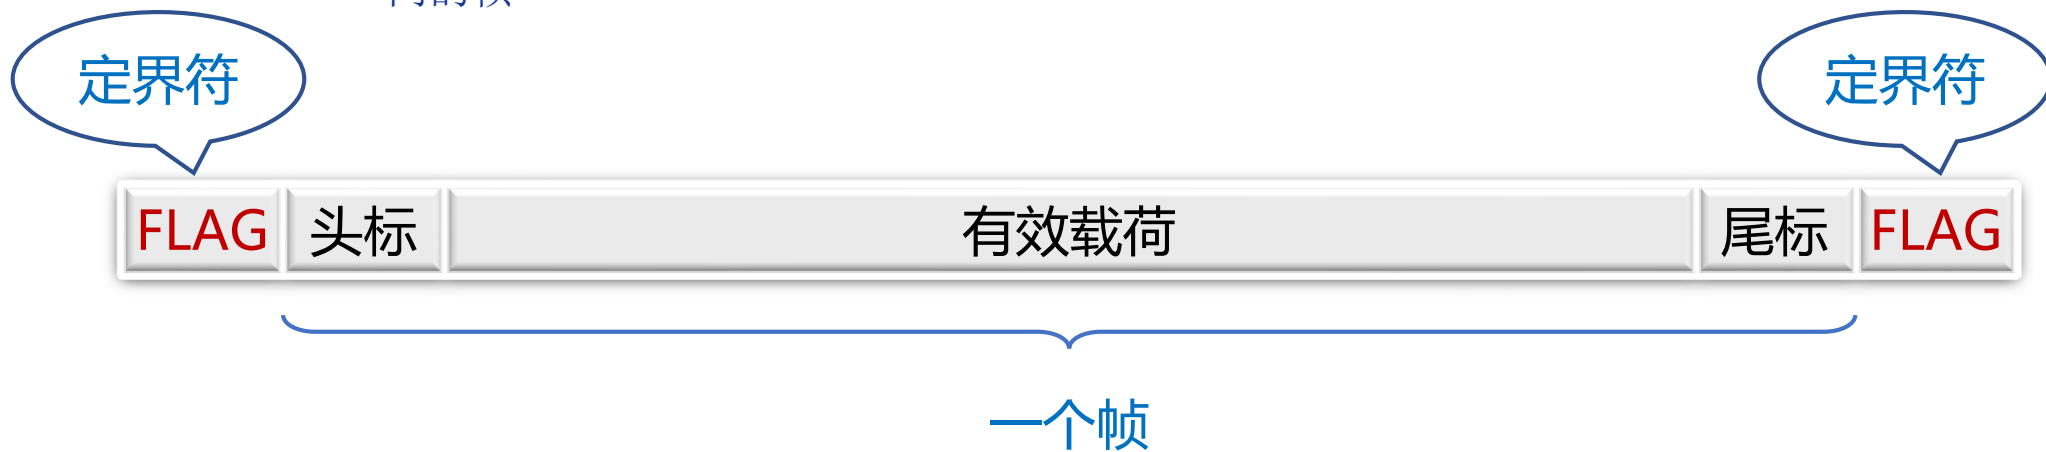 定界符 定界符
FLAG 头标 有效载荷 尾标 FLAG
一个帧